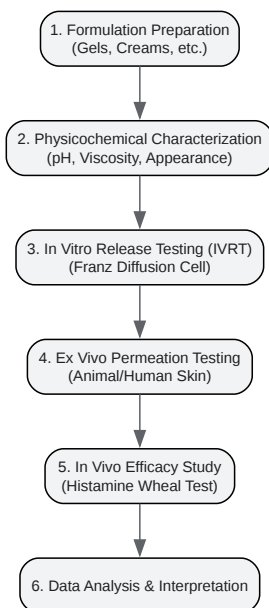 1. Formulation Preparation
(Gels, Creams, etc.)
2. Physicochemical Characterization
(pH, Viscosity, Appearance)
3. In Vitro Release Testing (IVRT)
(Franz Diffusion Cell)
4. Ex Vivo Permeation Testing
(Animal/Human Skin)
5. In Vivo Efficacy Study
(Histamine Wheal Test)
6. Data Analysis & Interpretation